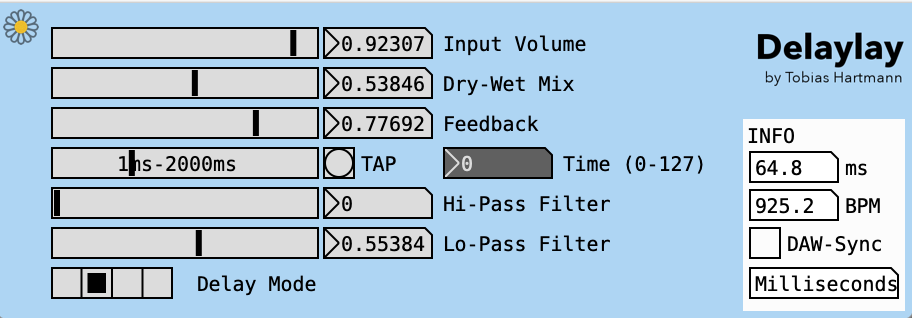 0.92307 Input Volume
Delaylay
by Tobias Hartmann
0.53846 Dry-Wet Mix
0.77692 Feedback
INFO
1ms-2000ms TAP 0 Time (0-127)
64.8 ms
0 Hi-Pass Filter
925.2 BPM
0.55384 Lo-Pass Filter
DAW-Sync
Delay Mode
Milliseconds